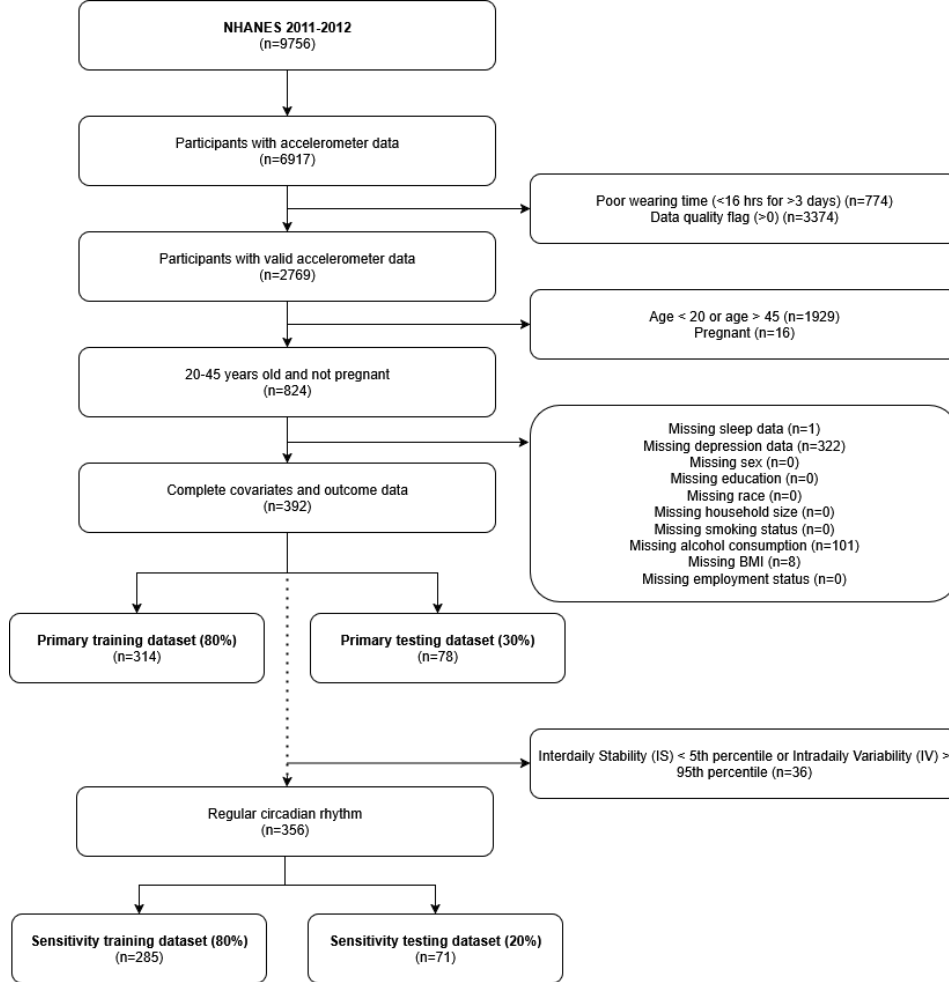 NHANES 2011-2012
(n=9756)
Participants with accelerometer data
(n=6917)
Poor wearing time (<16 hrs for >3 days) (n=774)
Data quality flag (>0) (n=3374)
Participants with valid accelerometer data
(n=2769)
Age < 20 or age > 45 (n=1929)
Pregnant (n=16)
20-45 years old and not pregnant
(n=824)
Missing sleep data (n=1)
Missing depression data (n=322)
Missing sex (n=0)
Missing education (n=0)
Missing race (n=0)
Missing household size (n=0)
Missing smoking status (n=0)
Missing alcohol consumption (n=101)
Missing BMI (n=8)
Missing employment status (n=0)
Complete covariates and outcome data
(n=392)
Primary training dataset (80%)
(n=314)
Primary testing dataset (30%)
(n=78)
Interdaily Stability (IS) < 5th percentile or Intradaily Variability (IV) >
95th percentile (n=36)
Regular circadian rhythm
(n=356)
Sensitivity training dataset (80%)
(n=285)
Sensitivity testing dataset (20%)
(n=71)